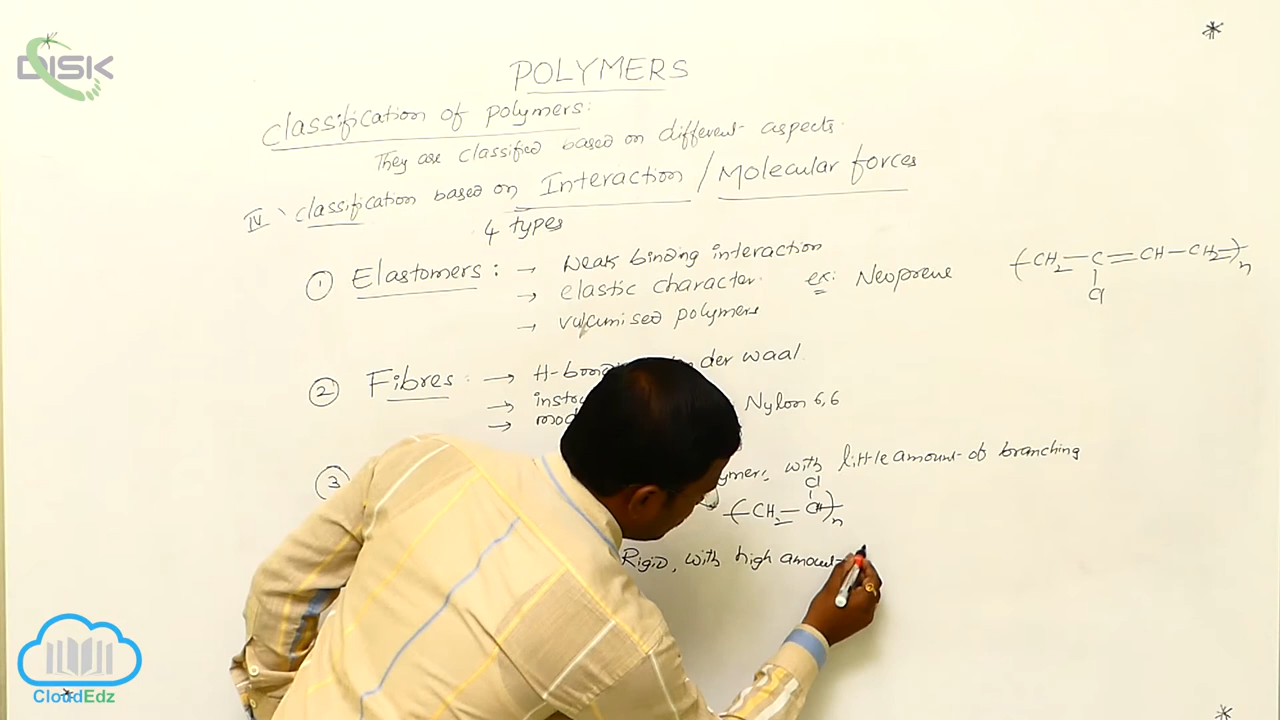 DISK
POLYMERS
Classification of polymers:
They are classified based on different aspects.
IV classification based on Interaction / Molecular forces
4 types
① Elastomers : → Weak binding interaction
→ elastic character. ex: Neoprene
→ vulcumised polymers
(CH2—C=CH—CH2)n
Cl
② Fibres : → H-bon der waal.
→ Nylon 6,6
→
③ with little amount of branching
Cl
(CH2—CH)n
Rigid, with high amount
CloudEdz